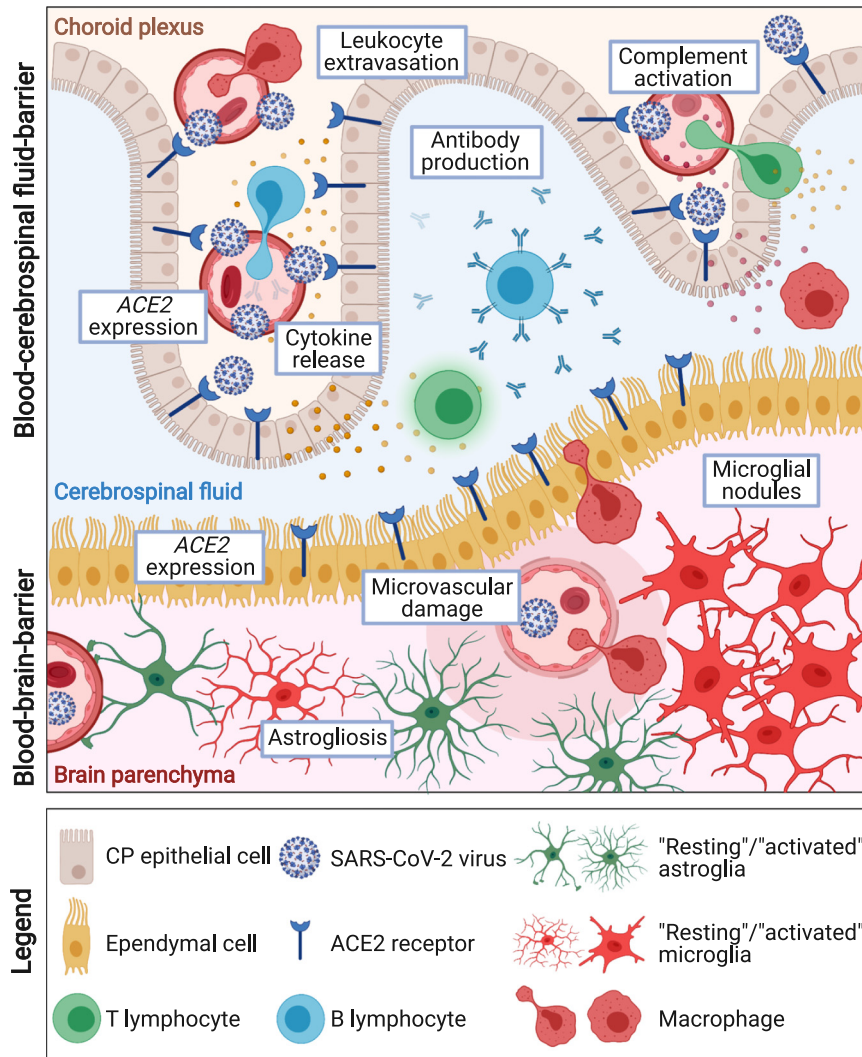 Choroid plexus
Leukocyte
extravasation
Complement
activation
Antibody
production
Blood-cerebrospinal fluid-barrier
ACE2
expression
Cytokine
release
Cerebrospinal fluid
Microglial
nodules
ACE2
expression
Microvascular
damage
Blood-brain-barrier
Astrogliosis
Brain parenchyma
Legend
CP epithelial cell
SARS-CoV-2 virus
"Resting"/"activated"
astroglia
Ependymal cell
ACE2 receptor
"Resting"/"activated"
microglia
T lymphocyte
B lymphocyte
Macrophage